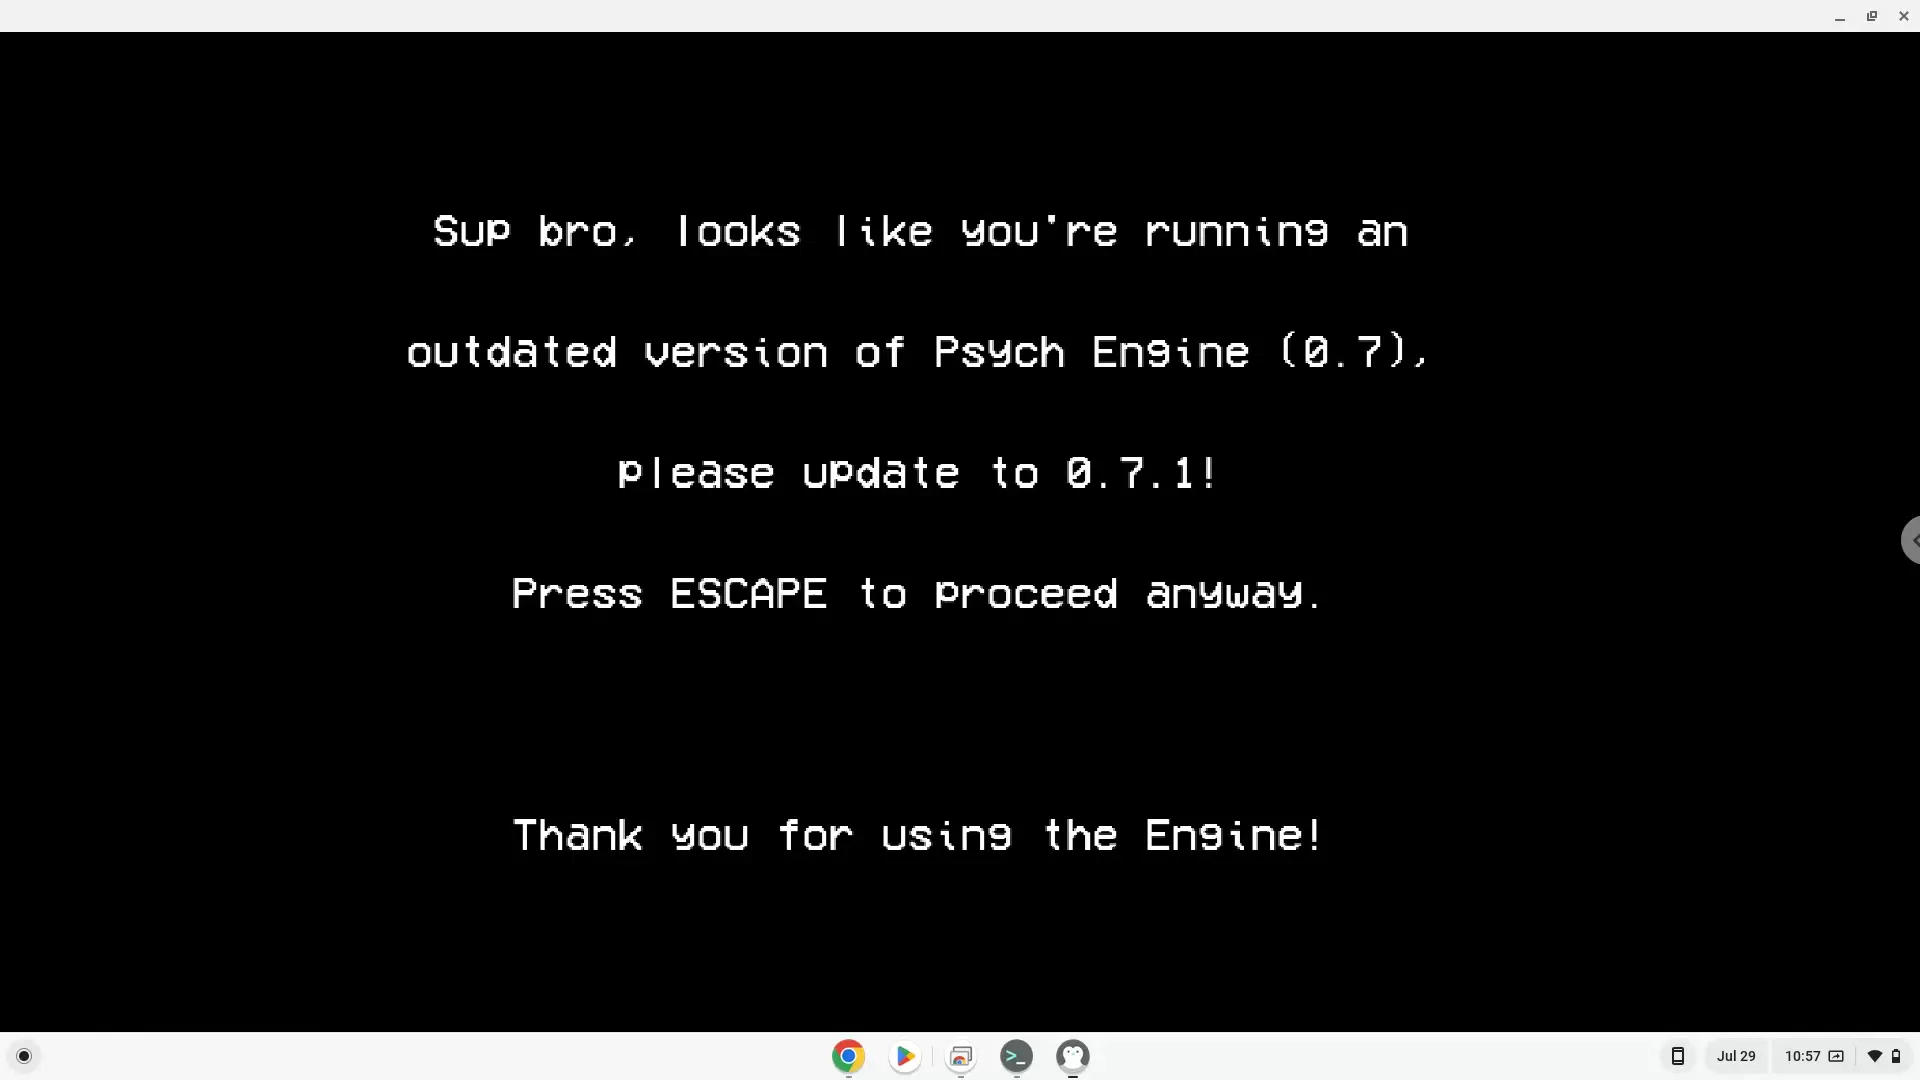 Sup bro, looks like you're running an
outdated version of Psych Engine (0.7),
please update to 0.7.1!
Press ESCAPE to proceed anyway.
Thank you for using the Engine!
Jul 29
10:57